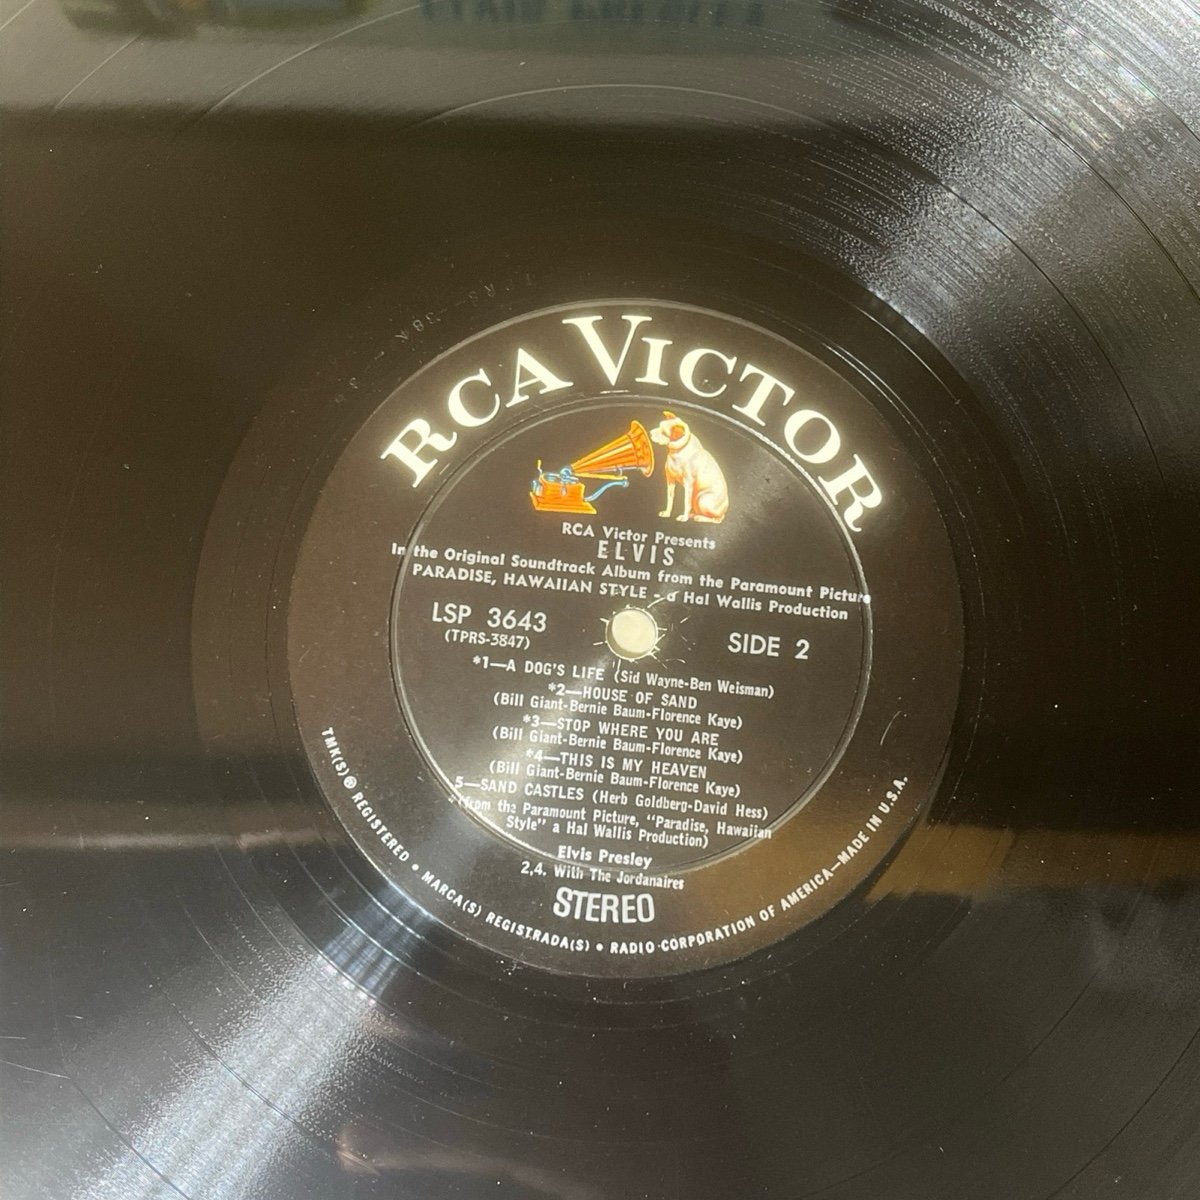 RCA VICTOR
RCA Victor Presents
ELVIS
In the Original Soundtrack Album from the Paramount Picture
PARADISE, HAWAIIAN STYLE - a Hal Wallis Production
LSP 3643
(TPRS-3847)
SIDE 2
*1—A DOG'S LIFE (Sid Wayne-Ben Weisman)
*2—HOUSE OF SAND
(Bill Giant-Bernie Baum-Florence Kaye)
*3—STOP WHERE YOU ARE
(Bill Giant-Bernie Baum-Florence Kaye)
*4—THIS IS MY HEAVEN
(Bill Giant-Bernie Baum-Florence Kaye)
5—SAND CASTLES (Herb Goldberg-David Hess)
*(from the Paramount Picture, "Paradise, Hawaiian
Style" a Hal Wallis Production)
Elvis Presley
2,4. With The Jordanaires
STEREO
TMK(S) ® REGISTERED • MARCA(S) REGISTRADA(S) • RADIO CORPORATION OF AMERICA—MADE IN U.S.A.